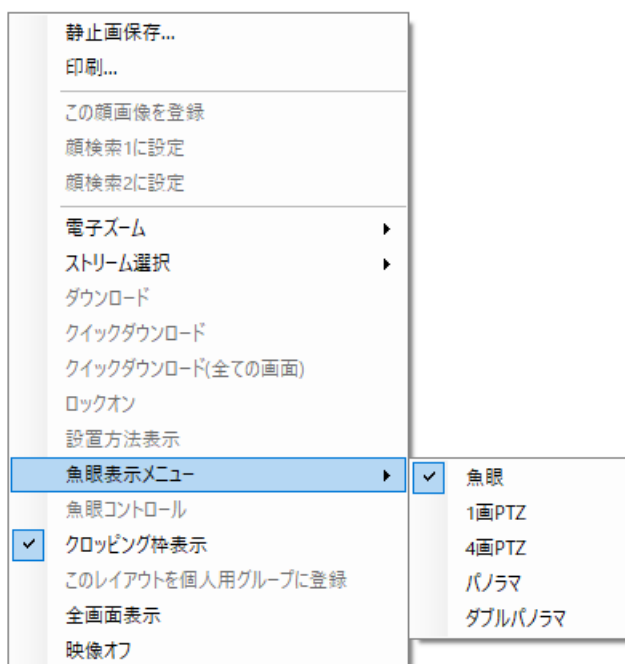 静止画保存...
印刷...
この顔画像を登録
顔検索1に設定
顔検索2に設定
電子ズーム
ストリーム選択
ダウンロード
クイックダウンロード
クイックダウンロード(全ての画面)
ロックオン
設置方法表示
魚眼表示メニュー
魚眼コントロール
クロッピング枠表示
このレイアウトを個人用グループに登録
全画面表示
映像オフ
魚眼
1画PTZ
4画PTZ
パノラマ
ダブルパノラマ